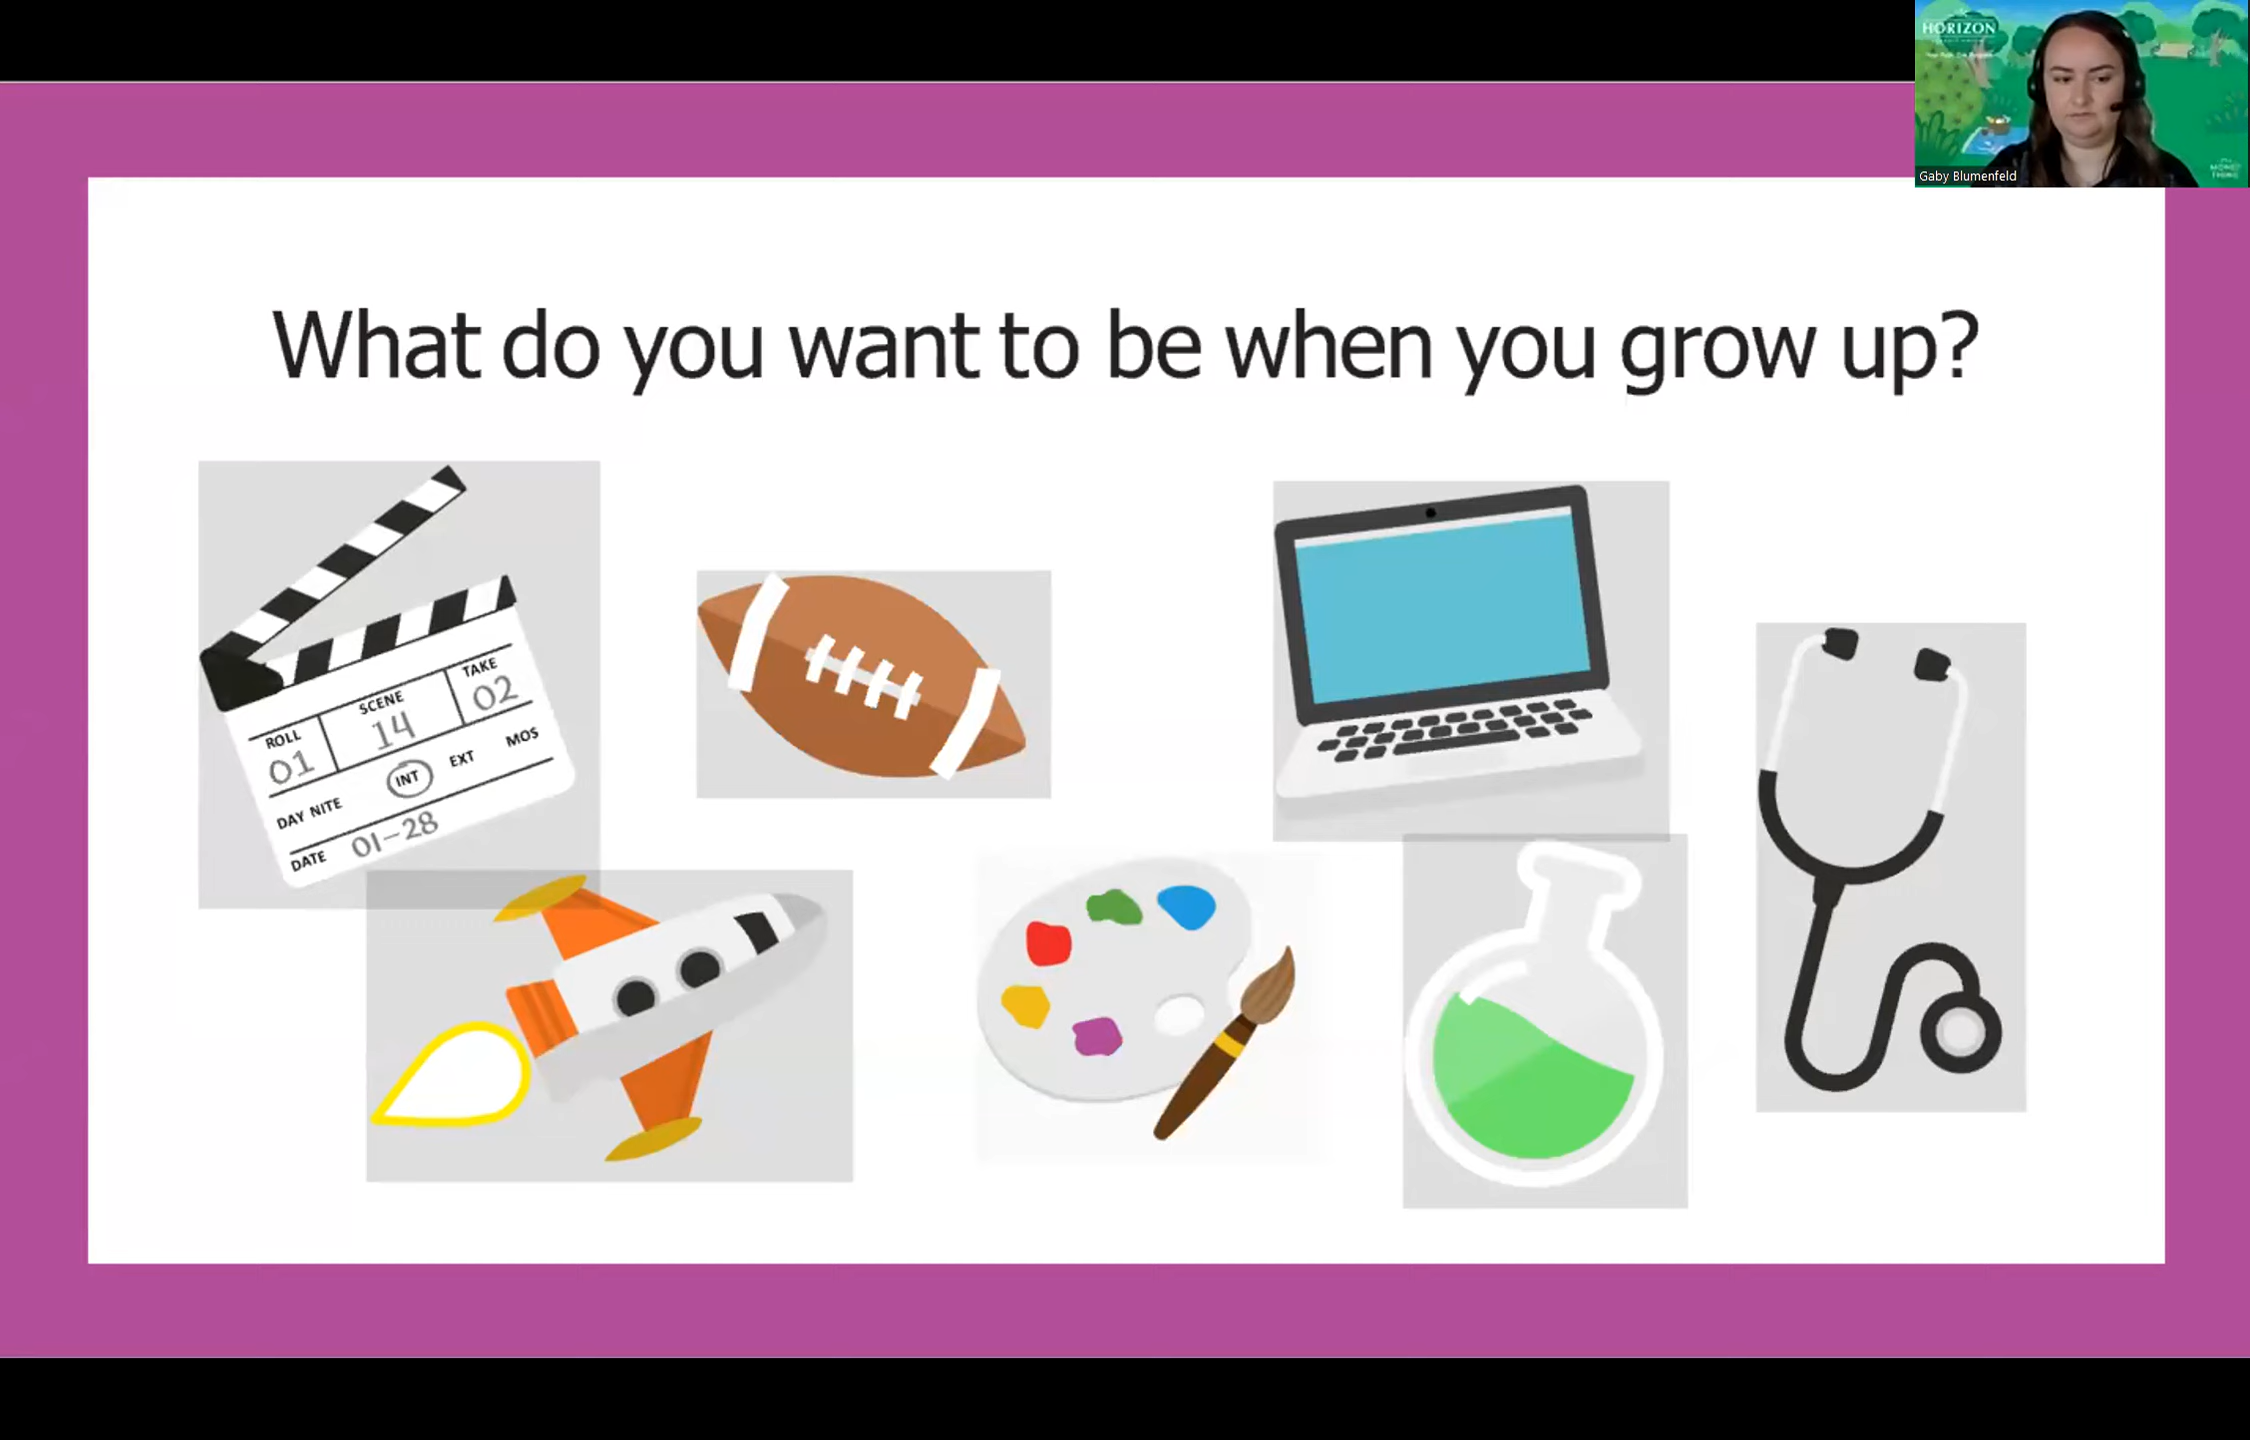 HORIZON
Gaby Blumenfeld
What do you want to be when you grow up?
ROLL
01
SCENE
14
TAKE
02
DAY NITE
INT
EXT
MOS
DATE
01-28